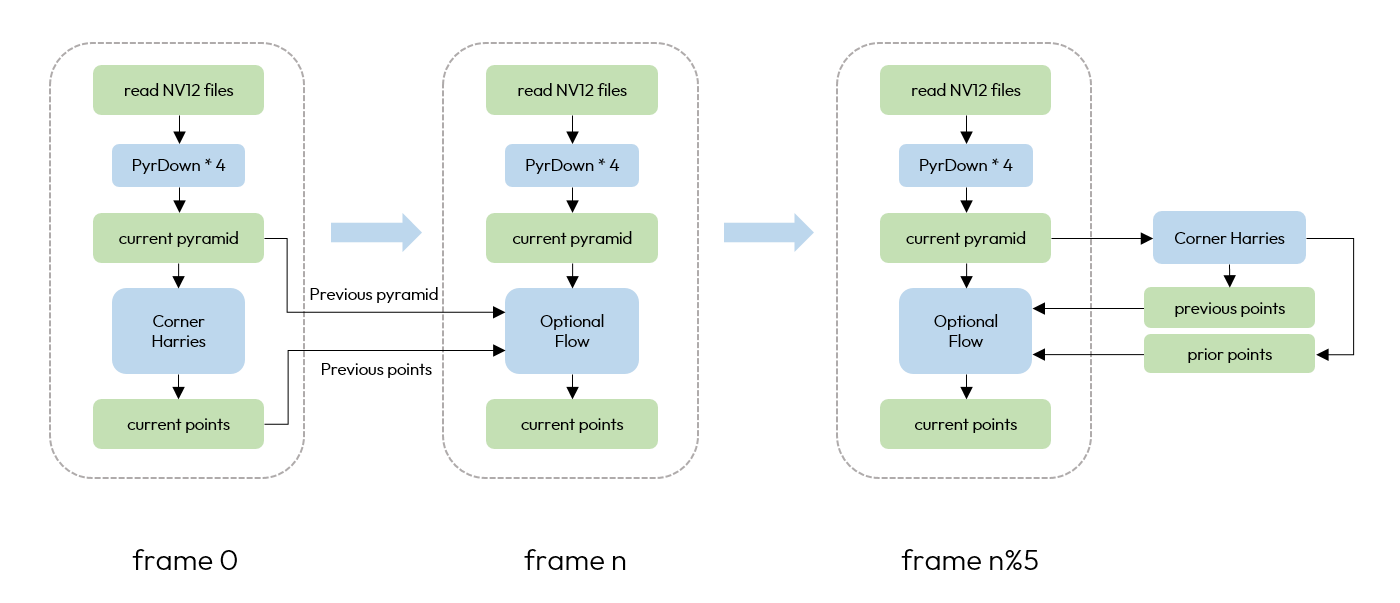 read NV12 files
PyrDown * 4
current pyramid
Corner
Harries
current points
frame 0
Previous pyramid
Previous points
read NV12 files
PyrDown * 4
current pyramid
Optional
Flow
current points
frame n
read NV12 files
PyrDown * 4
current pyramid
Optional
Flow
current points
frame n%5
Corner Harries
previous points
prior points